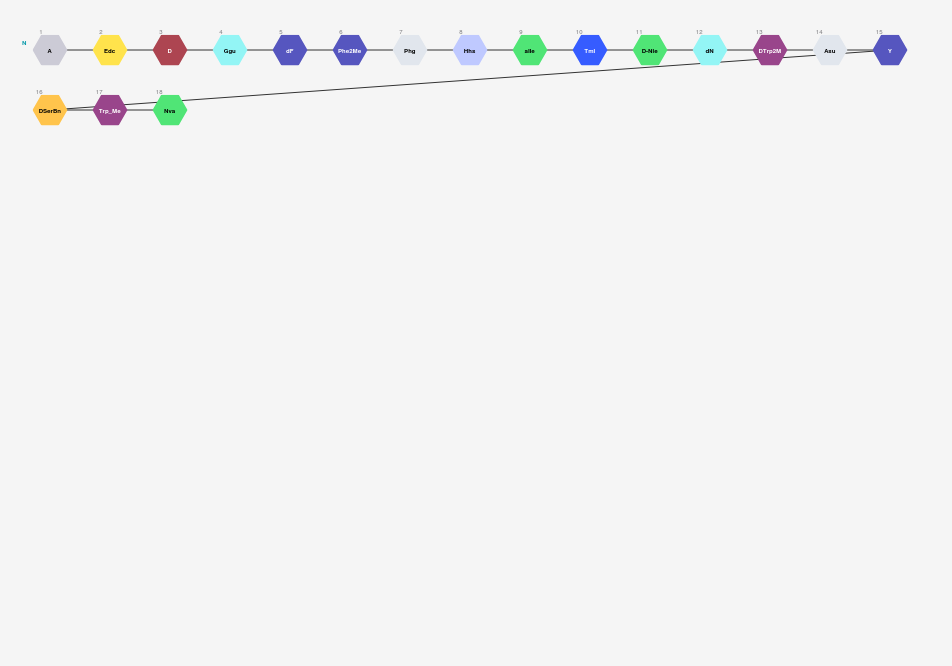 1 2 3 4 5 6 7 8 9 10 11 12 13 14 15
N A Edc D Ggu dF Phe2Me Phg Hhs aIle Tml D-Nle dN DTrp2M Asu Y
16 17 18
DSerBn Trp_Me Nva